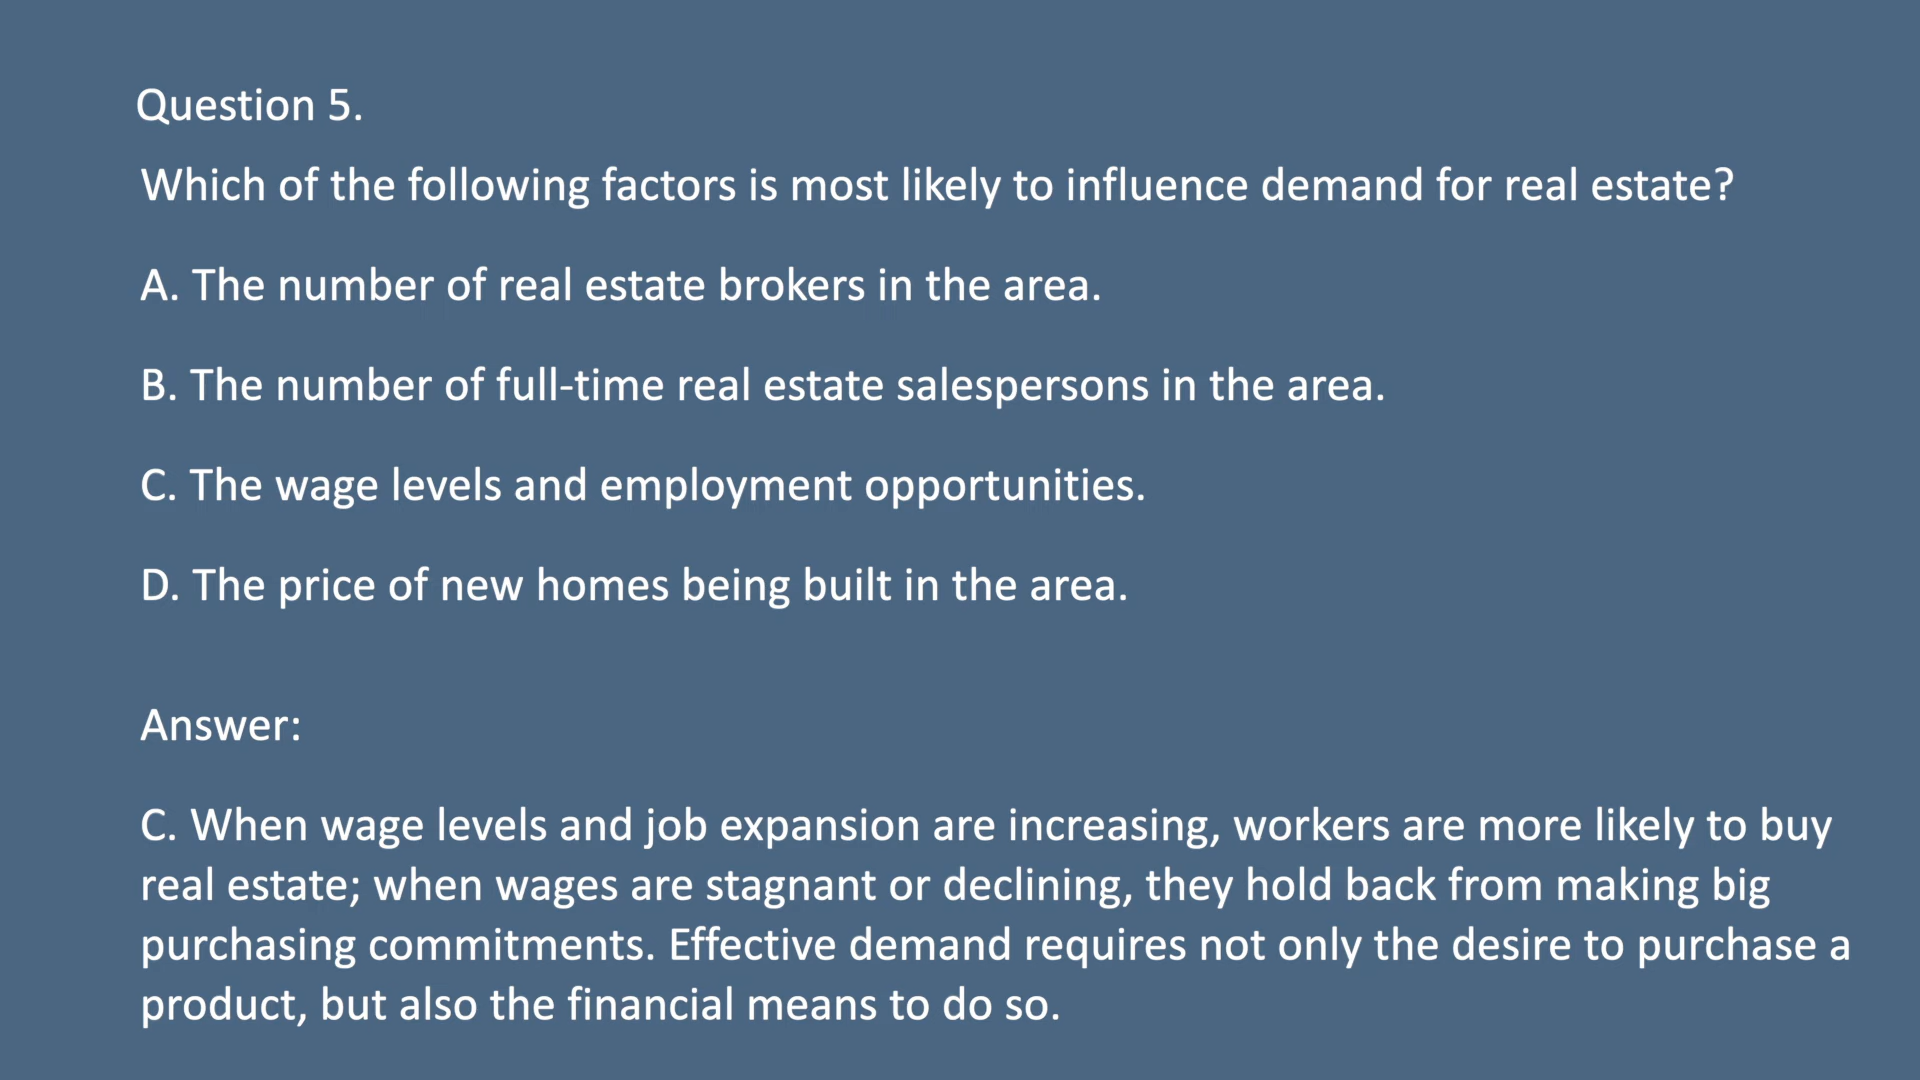 Question 5.
Which of the following factors is most likely to influence demand for real estate?
A. The number of real estate brokers in the area.
B. The number of full-time real estate salespersons in the area.
C. The wage levels and employment opportunities.
D. The price of new homes being built in the area.
Answer:
C. When wage levels and job expansion are increasing, workers are more likely to buy
real estate; when wages are stagnant or declining, they hold back from making big
purchasing commitments. Effective demand requires not only the desire to purchase a
product, but also the financial means to do so.